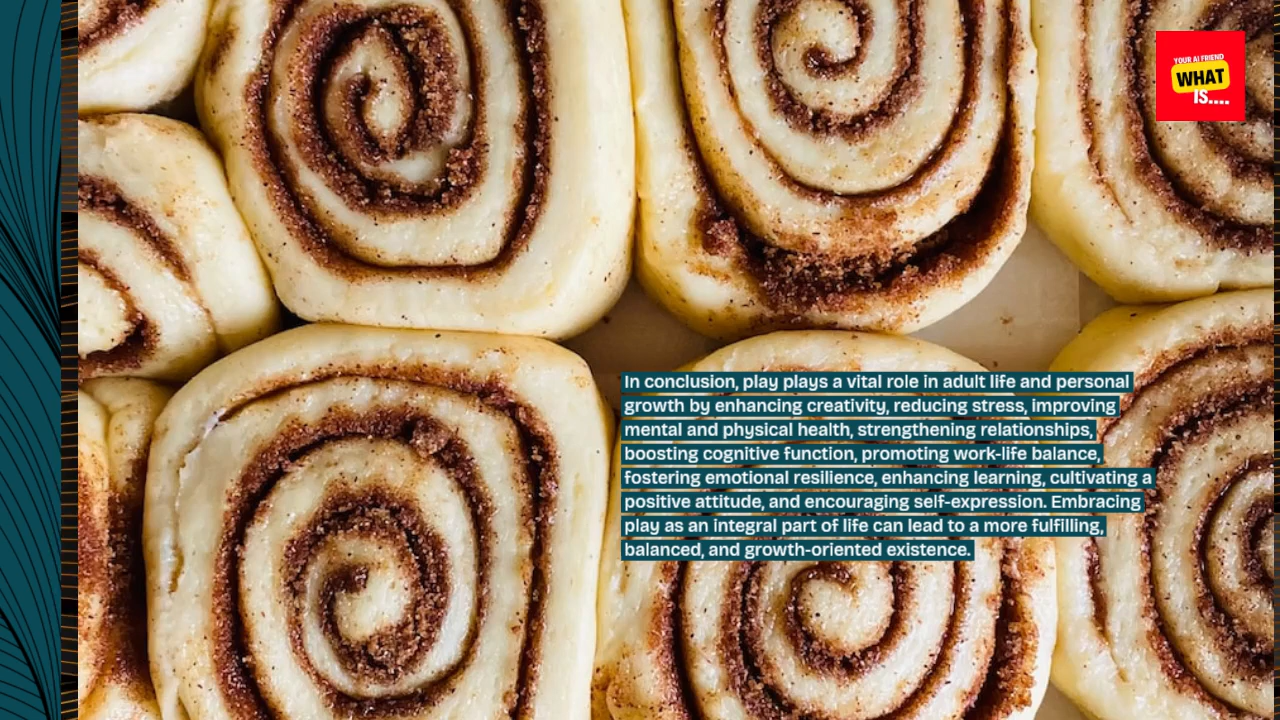 YOUR AI FRIEND
WHAT
IS....
In conclusion, play plays a vital role in adult life and personal
growth by enhancing creativity, reducing stress, improving
mental and physical health, strengthening relationships,
boosting cognitive function, promoting work-life balance,
fostering emotional resilience, enhancing learning, cultivating a
positive attitude, and encouraging self-expression. Embracing
play as an integral part of life can lead to a more fulfilling,
balanced, and growth-oriented existence.